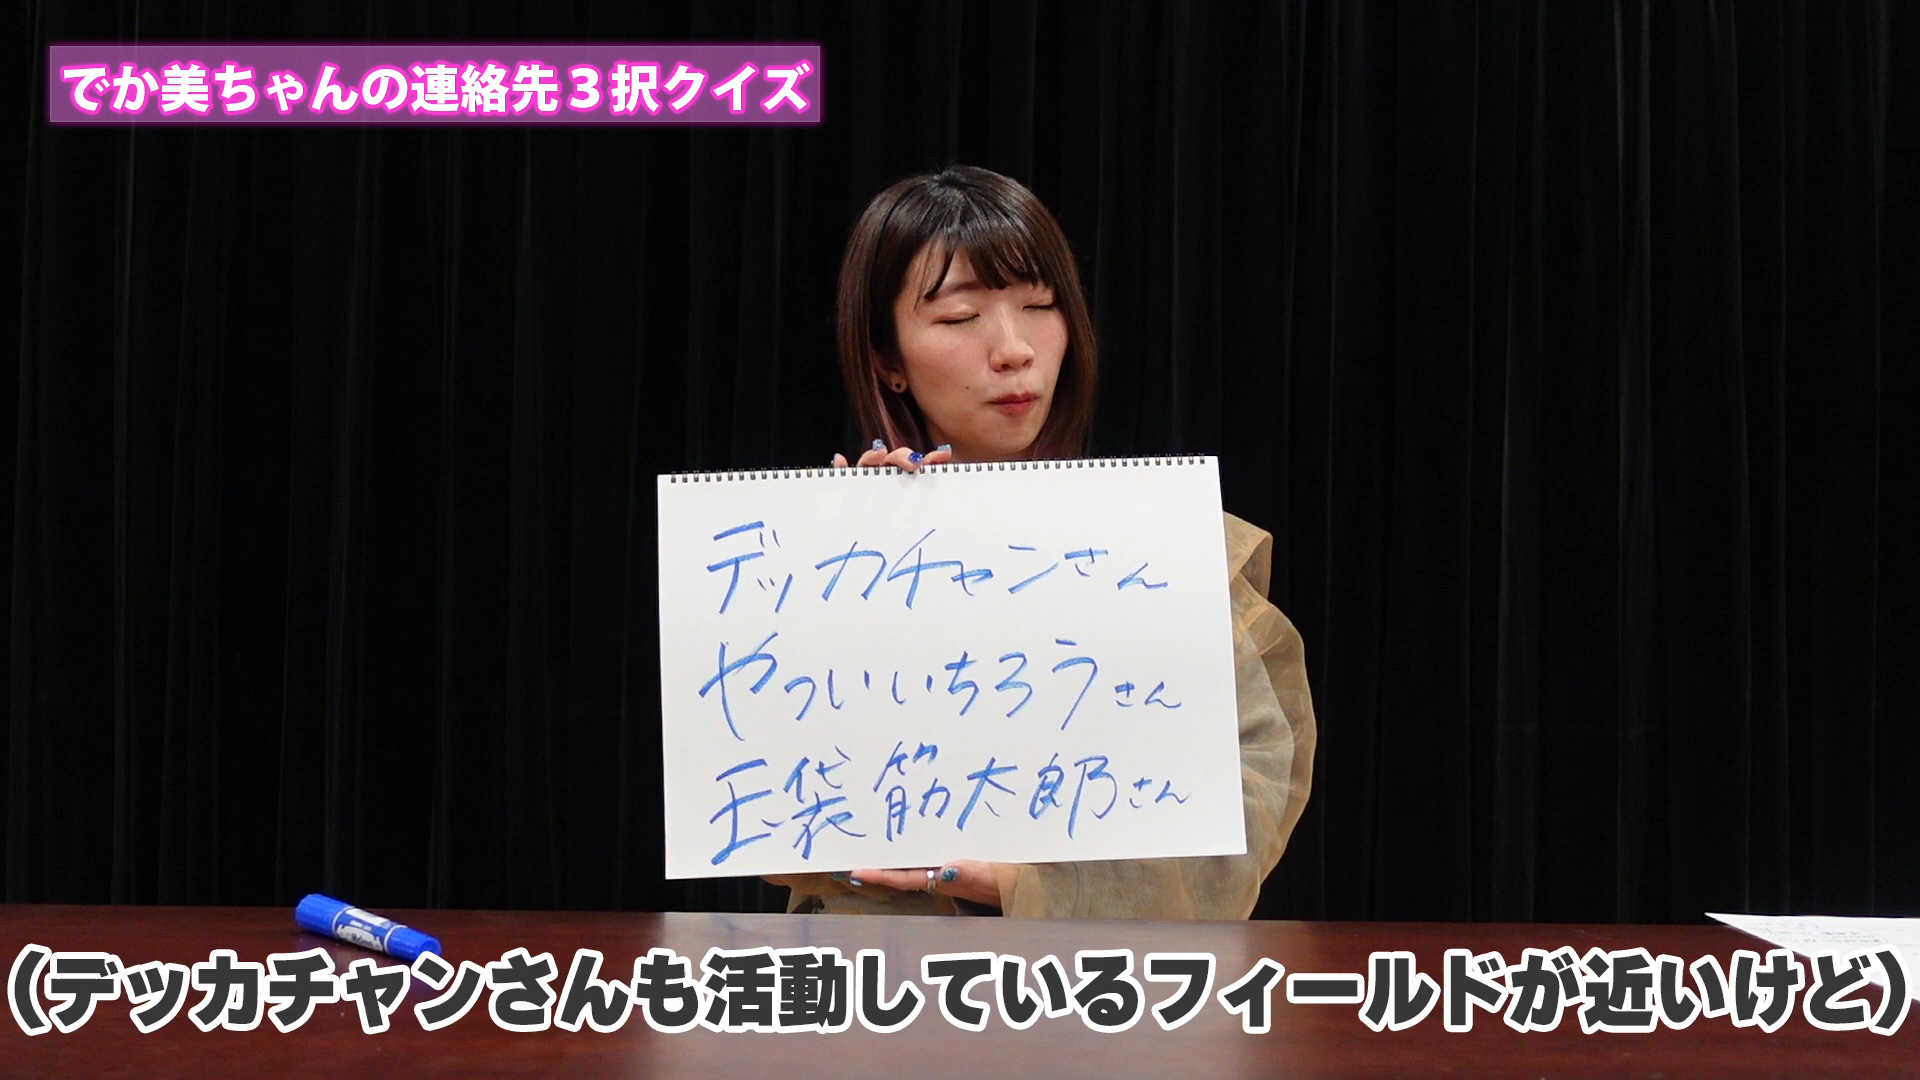 でか美ちゃんの連絡先３択クイズ
デッカチャンさん
やついいちろうさん
玉袋筋太郎さん
（デッカチャンさんも活動しているフィールドが近いけど）